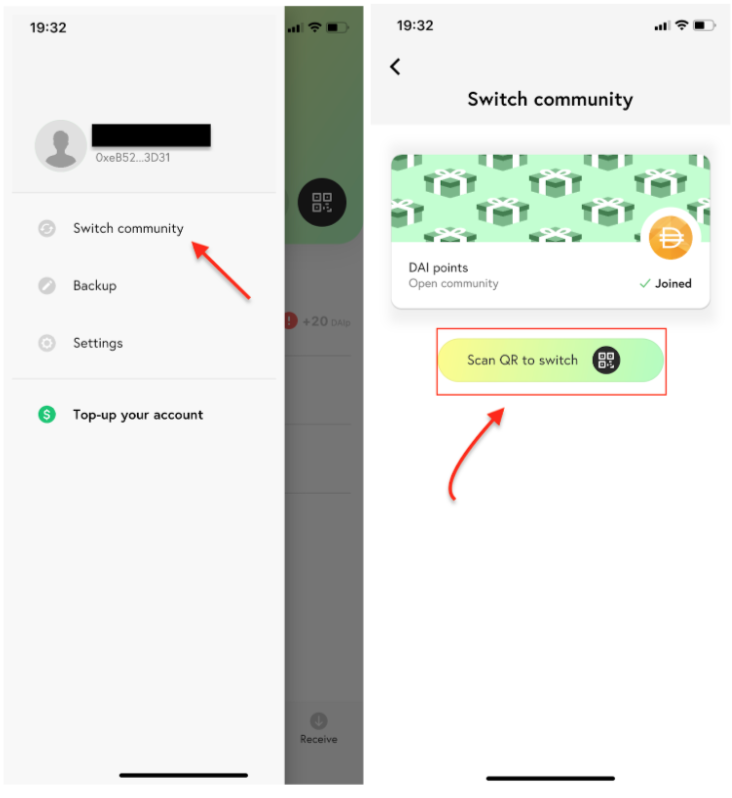 19:32
0xeB52...3D31
Switch community
Backup
Settings
$ Top-up your account
! +20 DAIp
Receive
19:32
Switch community
DAI points
Open community
Joined
Scan QR to switch